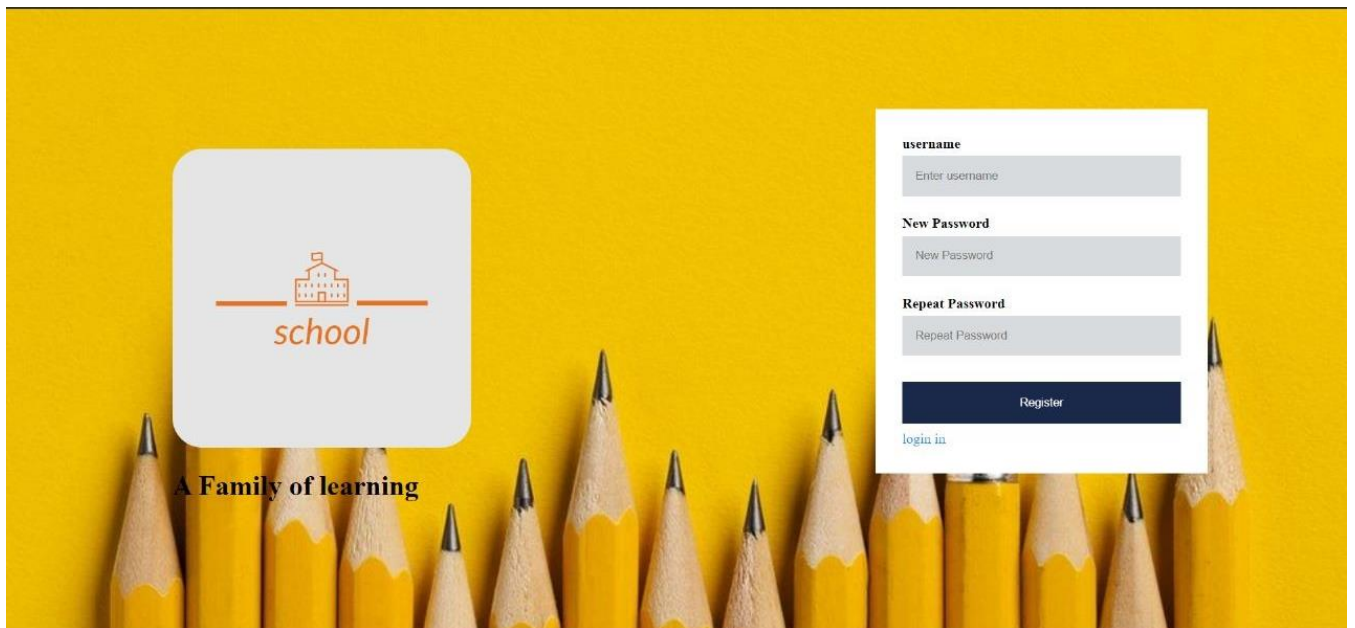 school
A Family of learning
username
Enter username
New Password
New Password
Repeat Password
Repeat Password
Register
login in